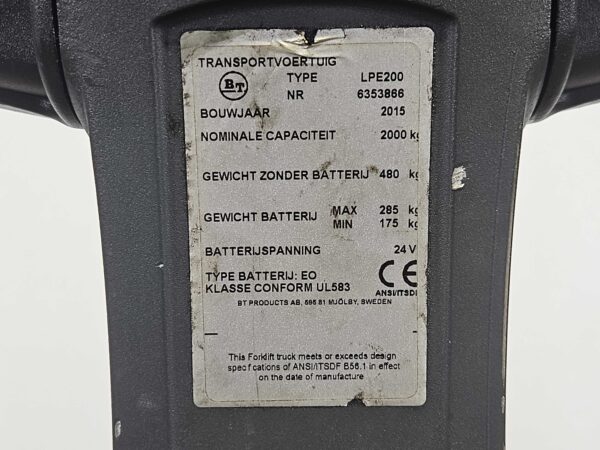 TRANSPORTVOERTUIG
BT
TYPE LPE200
NR 6353866
BOUWJAAR 2015
NOMINALE CAPACITEIT 2000 kg
GEWICHT ZONDER BATTERIJ 480 kg
GEWICHT BATTERIJ MAX 285 kg
MIN 175 kg
BATTERIJSPANNING 24 V
TYPE BATTERIJ: EO
KLASSE CONFORM UL583
CE
ANSI/ITSDF
BT PRODUCTS AB, 595 81 MJÖLBY, SWEDEN
This Forklift truck meets or exceeds design
specifications of ANSI/ITSDF B56.1 in effect
on the date of manufacture